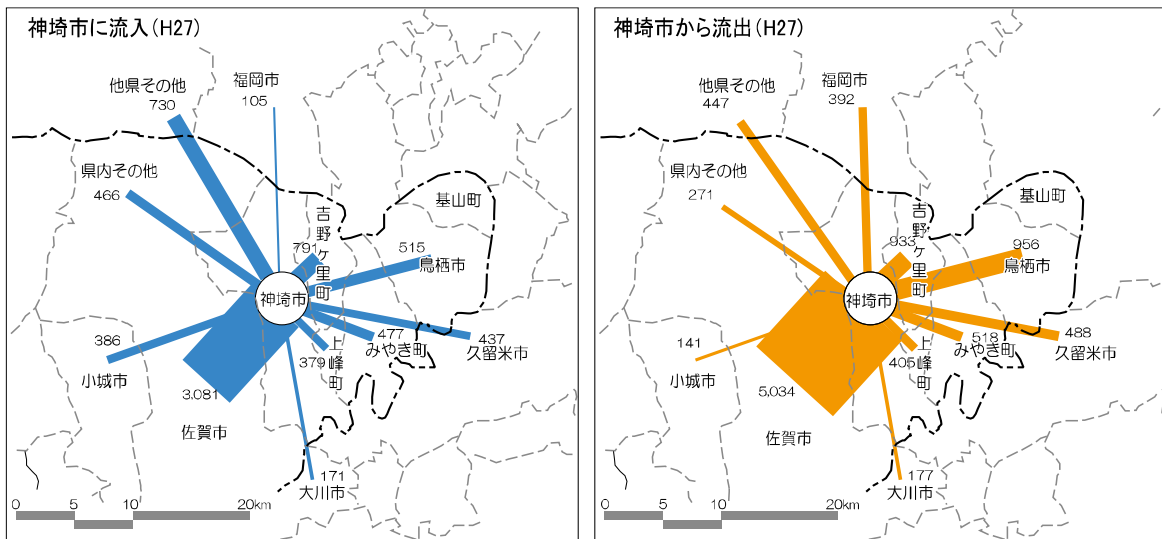 神埼市に流入(H27)
他県その他
730
福岡市
105
県内その他
466
基山町
吉野ヶ里町
791
515
鳥栖市
神埼市
386
小城市
3,081
佐賀市
379
上峰町
477
みやき町
437
久留米市
171
大川市
0 5 10 20km
神埼市から流出(H27)
他県その他
447
福岡市
392
県内その他
271
基山町
吉野ヶ里町
933
956
鳥栖市
神埼市
141
小城市
5,034
佐賀市
405
上峰町
518
みやき町
488
久留米市
177
大川市
0 5 10 20km